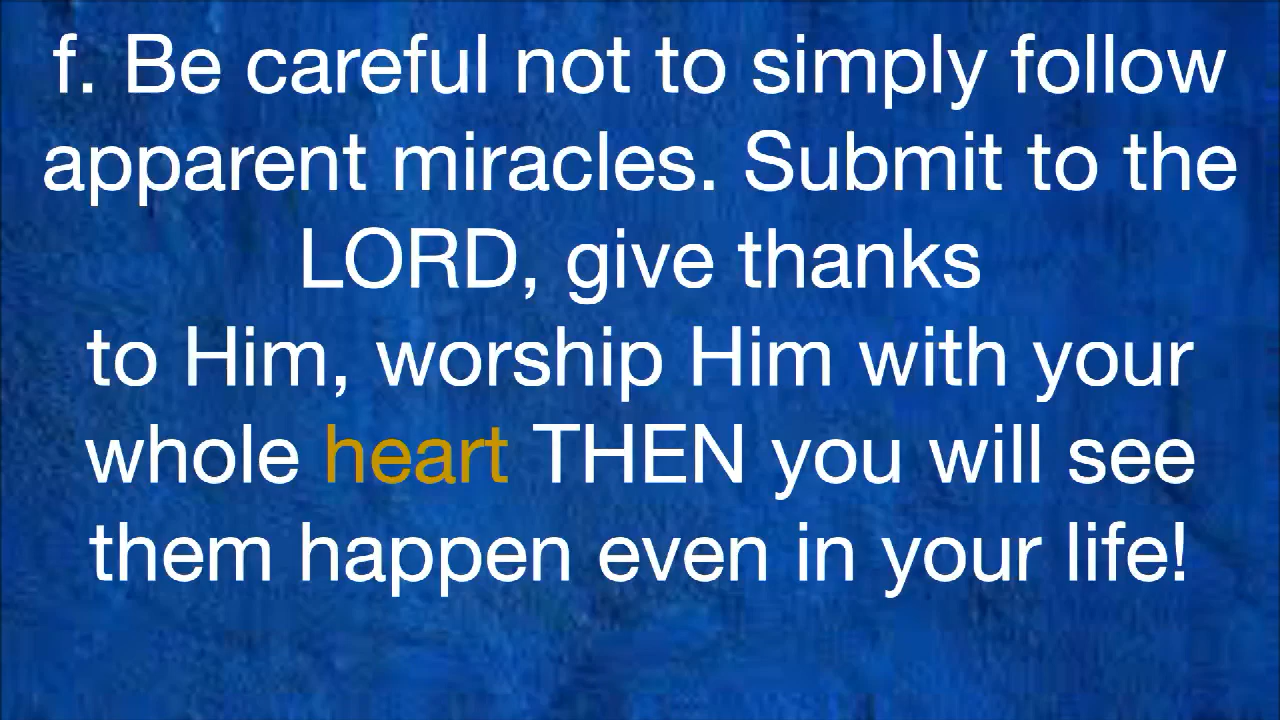 f. Be careful not to simply follow
apparent miracles. Submit to the
LORD, give thanks
to Him, worship Him with your
whole heart THEN you will see
them happen even in your life!